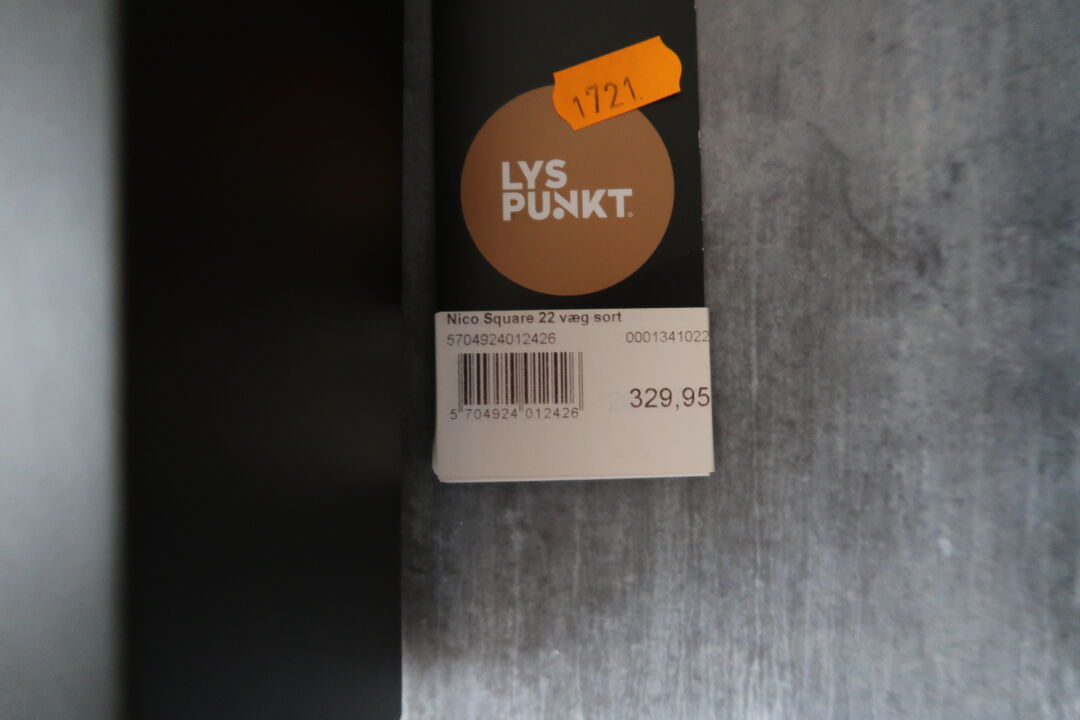 1721.
LYS
PUNKT®
Nico Square 22 væg sort
5704924012426 0001341022
329,95
5 704924 012426